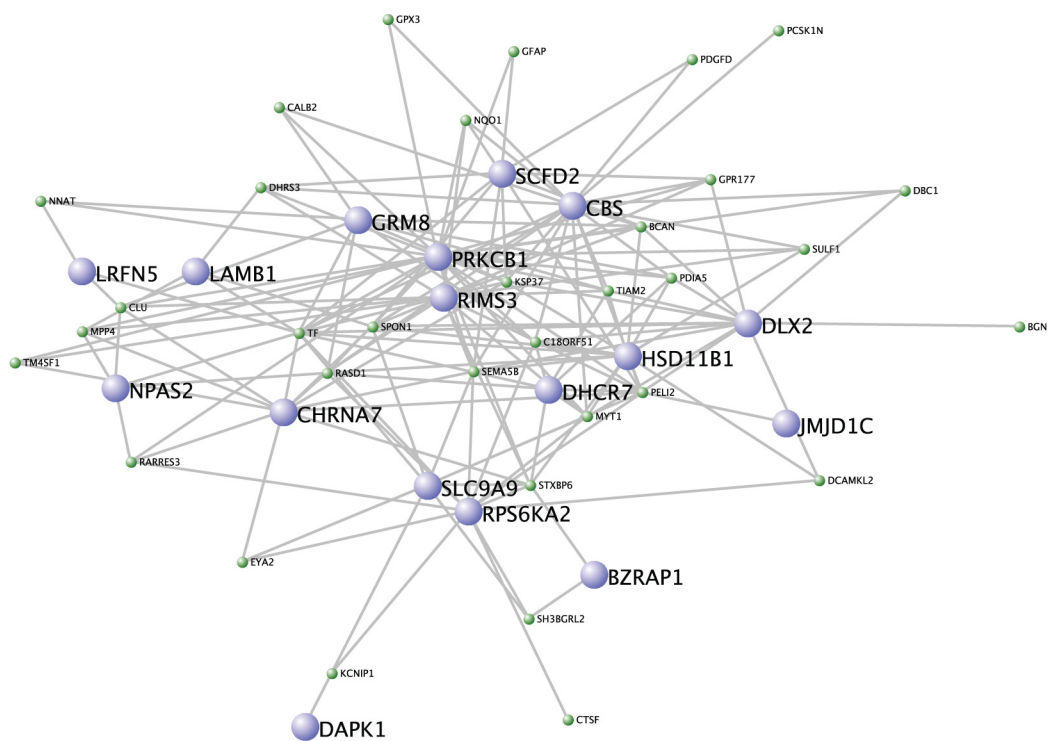 GPX3
PCSK1N
GFAP
PDGFD
CALB2
NQO1
SCFD2
GPR177
DHRS3
DBC1
NNAT
CBS
GRM8
BCAN
SULF1
PRKCB1
LRFN5
LAMB1
PDIA5
KSP37
TIAM2
RIMS3
CLU
DLX2
BGN
SPON1
MPP4
TF
C18ORF51
HSD11B1
TM4SF1
RASD1
SEMA5B
NPAS2
DHCR7
PELI2
CHRNA7
MYT1
JMJD1C
RARRES3
DCAMKL2
SLC9A9
STXBP6
RPS6KA2
EYA2
BZRAP1
SH3BGRL2
KCNIP1
CTSF
DAPK1